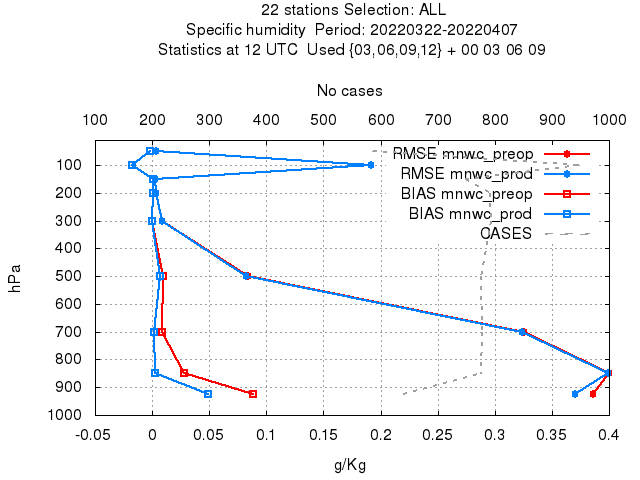 22 stations Selection: ALL
Specific humidity  Period: 20220322-20220407
Statistics at 12 UTC  Used {03,06,09,12} + 00 03 06 09
No cases
100 200 300 400 500 600 700 800 900 1000
RMSE mnwc_preop
RMSE mnwc_prod
BIAS mnwc_preop
BIAS mnwc_prod
CASES
hPa
100
200
300
400
500
600
700
800
900
1000
-0.05 0 0.05 0.1 0.15 0.2 0.25 0.3 0.35 0.4
g/Kg